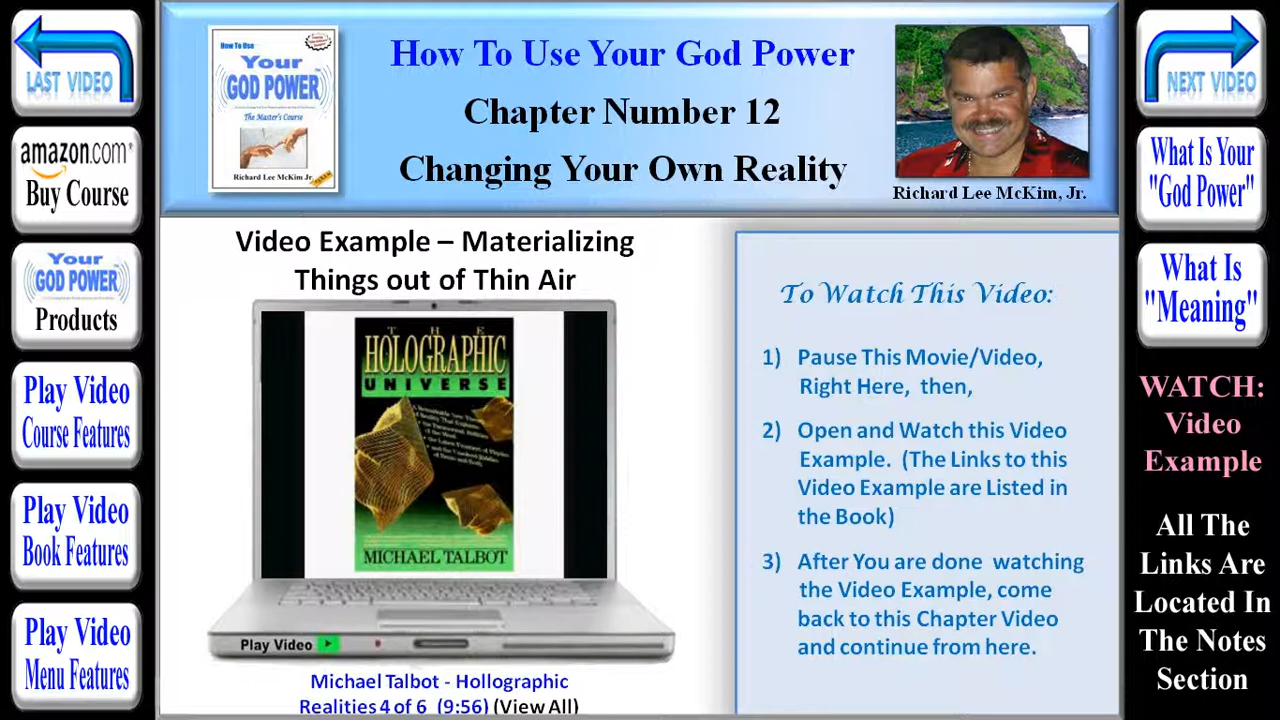 LAST VIDEO
amazon.com
Buy Course
Your
GOD POWER
Products
Play Video
Course Features
Play Video
Book Features
Play Video
Menu Features
How To Use
Your
GOD POWER
The Master's Course
Richard Lee McKim Jr.
How To Use Your God Power
Chapter Number 12
Changing Your Own Reality
Richard Lee McKim, Jr.
Video Example – Materializing
Things out of Thin Air
THE
HOLOGRAPHIC
UNIVERSE
MICHAEL TALBOT
Play Video
Michael Talbot - Hollographic
Realities 4 of 6 (9:56) (View All)
To Watch This Video:
1) Pause This Movie/Video,
Right Here, then,
2) Open and Watch this Video
Example. (The Links to this
Video Example are Listed in
the Book)
3) After You are done watching
the Video Example, come
back to this Chapter Video
and continue from here.
NEXT VIDEO
What Is Your
"God Power"
What Is
"Meaning"
WATCH:
Video
Example
All The
Links Are
Located In
The Notes
Section